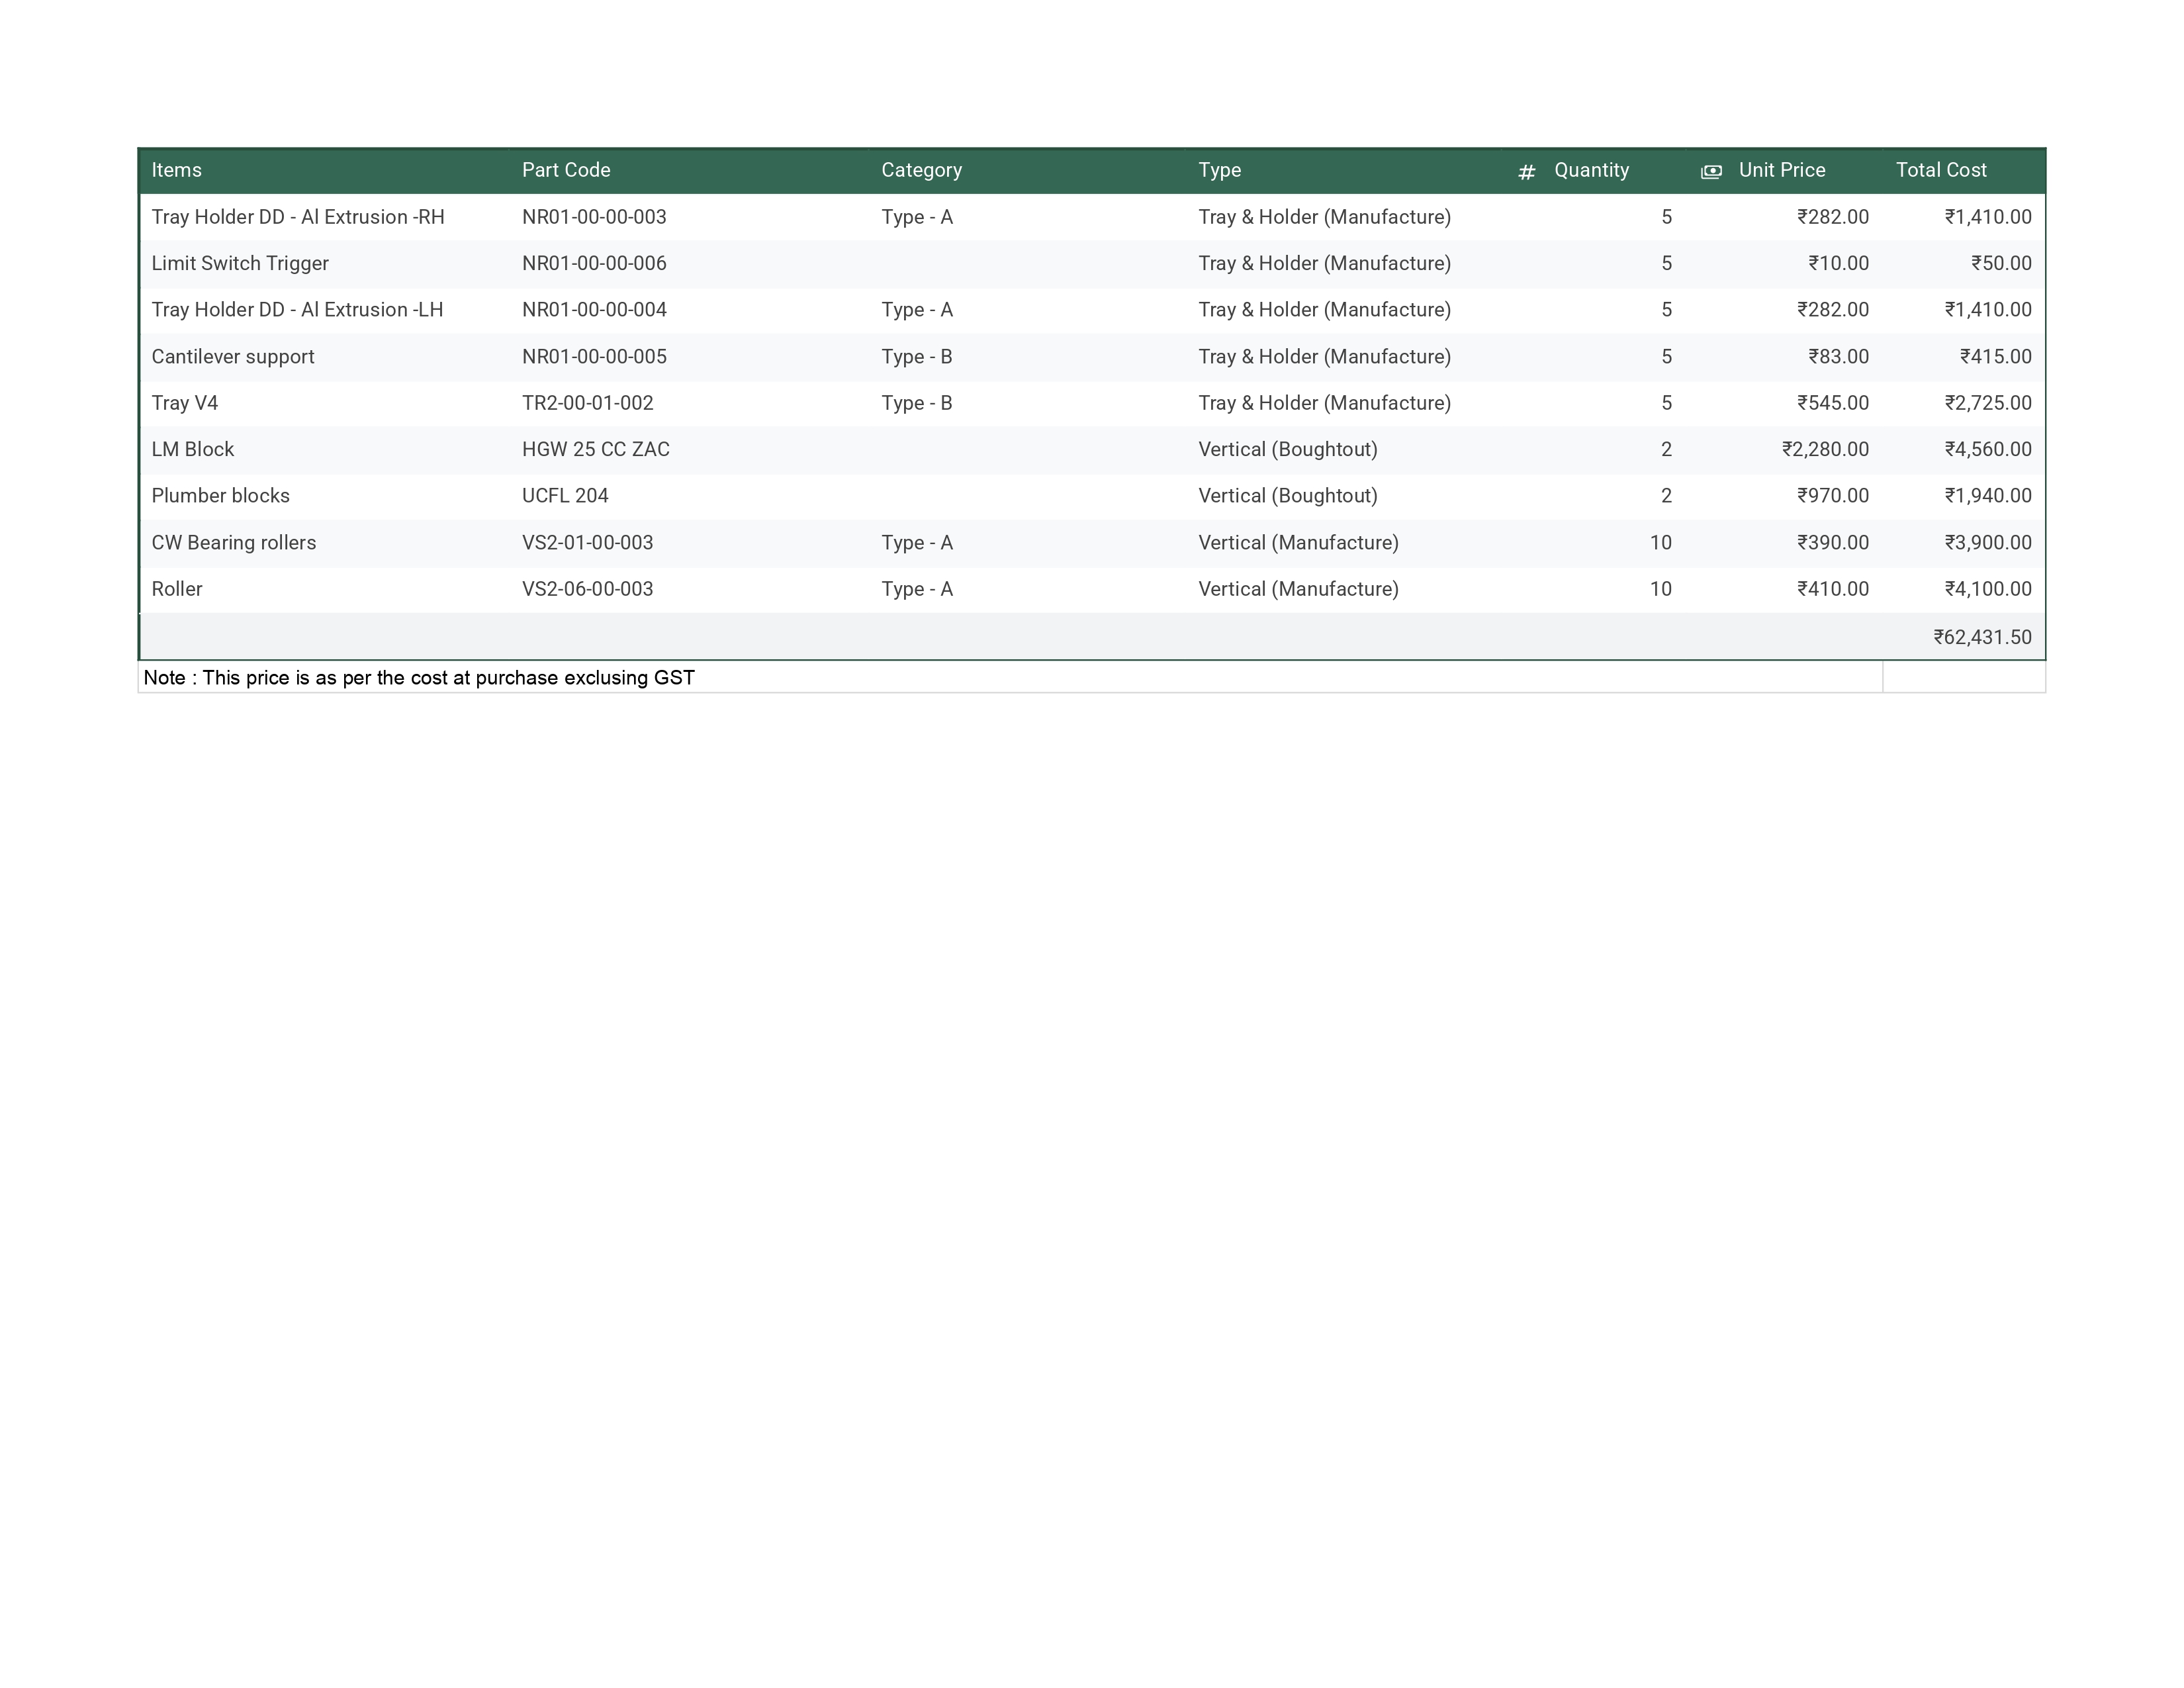 Items Part Code Category Type # Quantity Unit Price Total Cost
Tray Holder DD - Al Extrusion -RH NR01-00-00-003 Type - A Tray & Holder (Manufacture) 5 ₹282.00 ₹1,410.00
Limit Switch Trigger NR01-00-00-006 Tray & Holder (Manufacture) 5 ₹10.00 ₹50.00
Tray Holder DD - Al Extrusion -LH NR01-00-00-004 Type - A Tray & Holder (Manufacture) 5 ₹282.00 ₹1,410.00
Cantilever support NR01-00-00-005 Type - B Tray & Holder (Manufacture) 5 ₹83.00 ₹415.00
Tray V4 TR2-00-01-002 Type - B Tray & Holder (Manufacture) 5 ₹545.00 ₹2,725.00
LM Block HGW 25 CC ZAC Vertical (Boughtout) 2 ₹2,280.00 ₹4,560.00
Plumber blocks UCFL 204 Vertical (Boughtout) 2 ₹970.00 ₹1,940.00
CW Bearing rollers VS2-01-00-003 Type - A Vertical (Manufacture) 10 ₹390.00 ₹3,900.00
Roller VS2-06-00-003 Type - A Vertical (Manufacture) 10 ₹410.00 ₹4,100.00
₹62,431.50
Note : This price is as per the cost at purchase exclusing GST